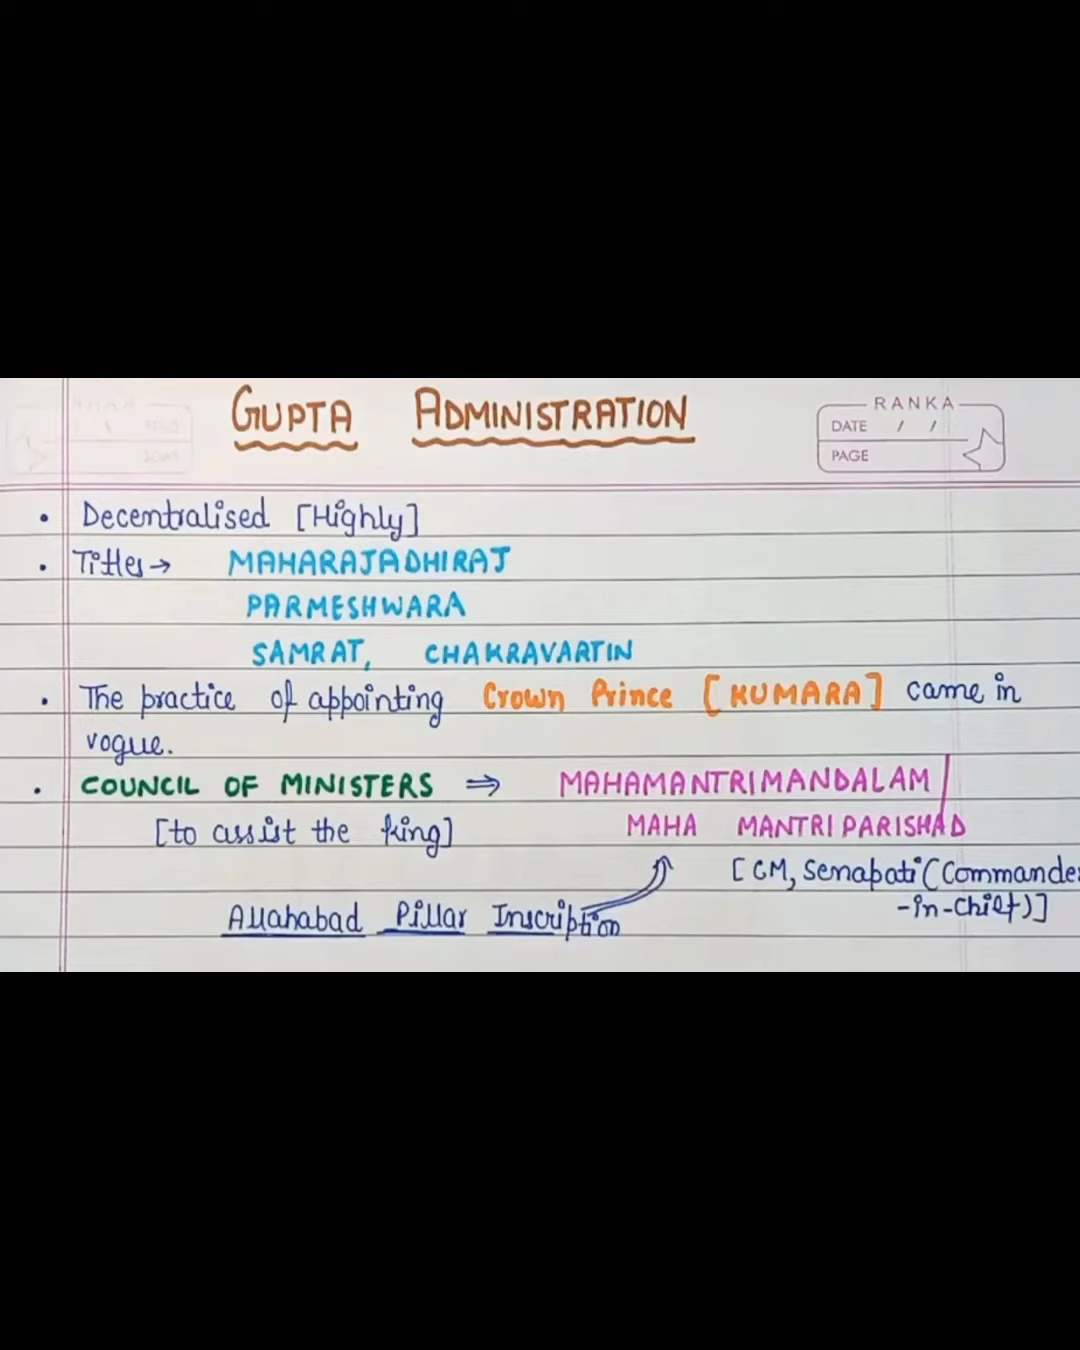 GUPTA ADMINISTRATION
RANKA
DATE / /
PAGE
• Decentralised [Highly]
• Titles → MAHARAJADHIRAJ
PARMESHWARA
SAMRAT, CHAKRAVARTIN
• The practice of appointing Crown Prince [KUMARA] came in
vogue.
• COUNCIL OF MINISTERS ⇒ MAHAMANTRIMANDALAM/
[to assist the king] MAHA MANTRI PARISHAD
[CM, Senapati (Commander
-in-Chief)]
Allahabad Pillar Inscription